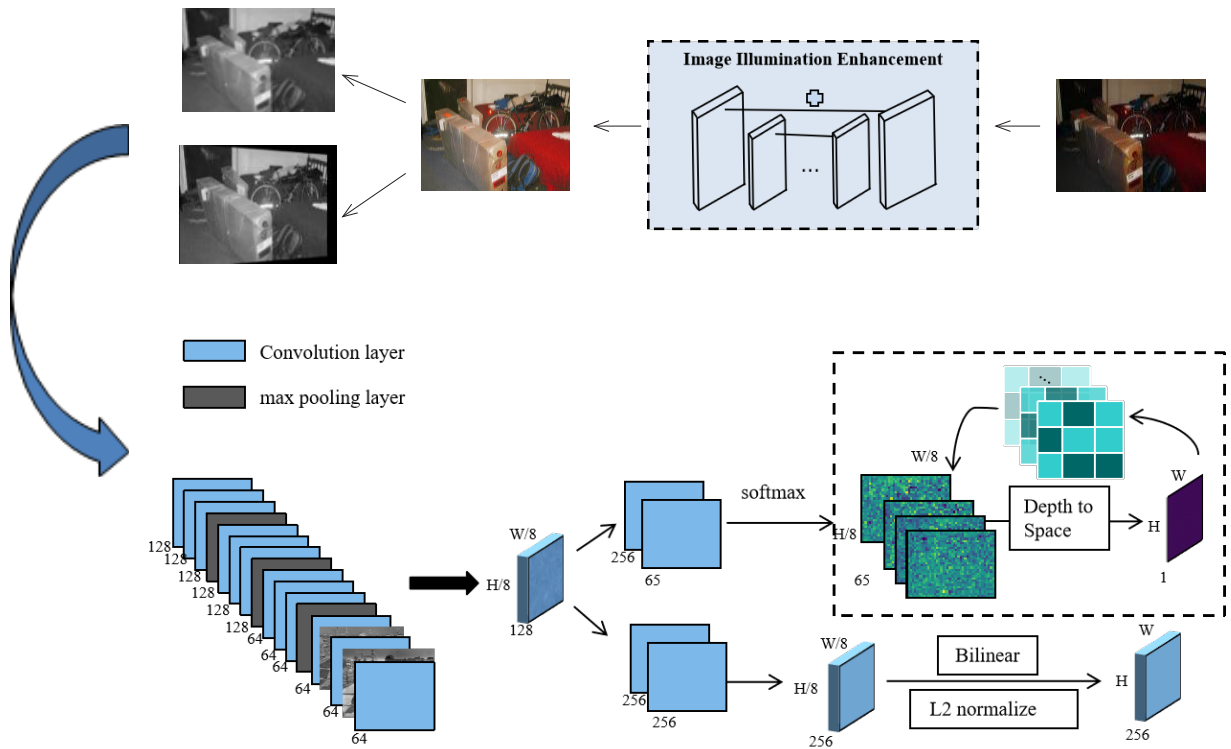 Image Illumination Enhancement
...
Convolution layer
max pooling layer
W/8
softmax
W
Depth to
Space
H/8
H
65
1
W/8
H/8
128
256
65
128
128
128
128
128
128
64
64
64
64
64
64
256
256
W/8
H/8
256
Bilinear
L2 normalize
W
H
256